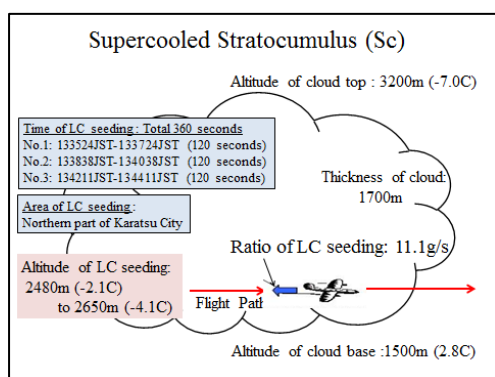 Supercooled Stratocumulus (Sc)
Altitude of cloud top : 3200m (-7.0C)
Time of LC seeding: Total 360 seconds
No.1: 133524JST-133724JST (120 seconds)
No.2: 133838JST-134038JST (120 seconds)
No.3: 134211JST-134411JST (120 seconds)
Thickness of cloud:
1700m
Area of LC seeding:
Northern part of Karatsu City
Ratio of LC seeding: 11.1g/s
Altitude of LC seeding:
2480m (-2.1C)
to 2650m (-4.1C)
Flight Path
Altitude of cloud base :1500m (2.8C)